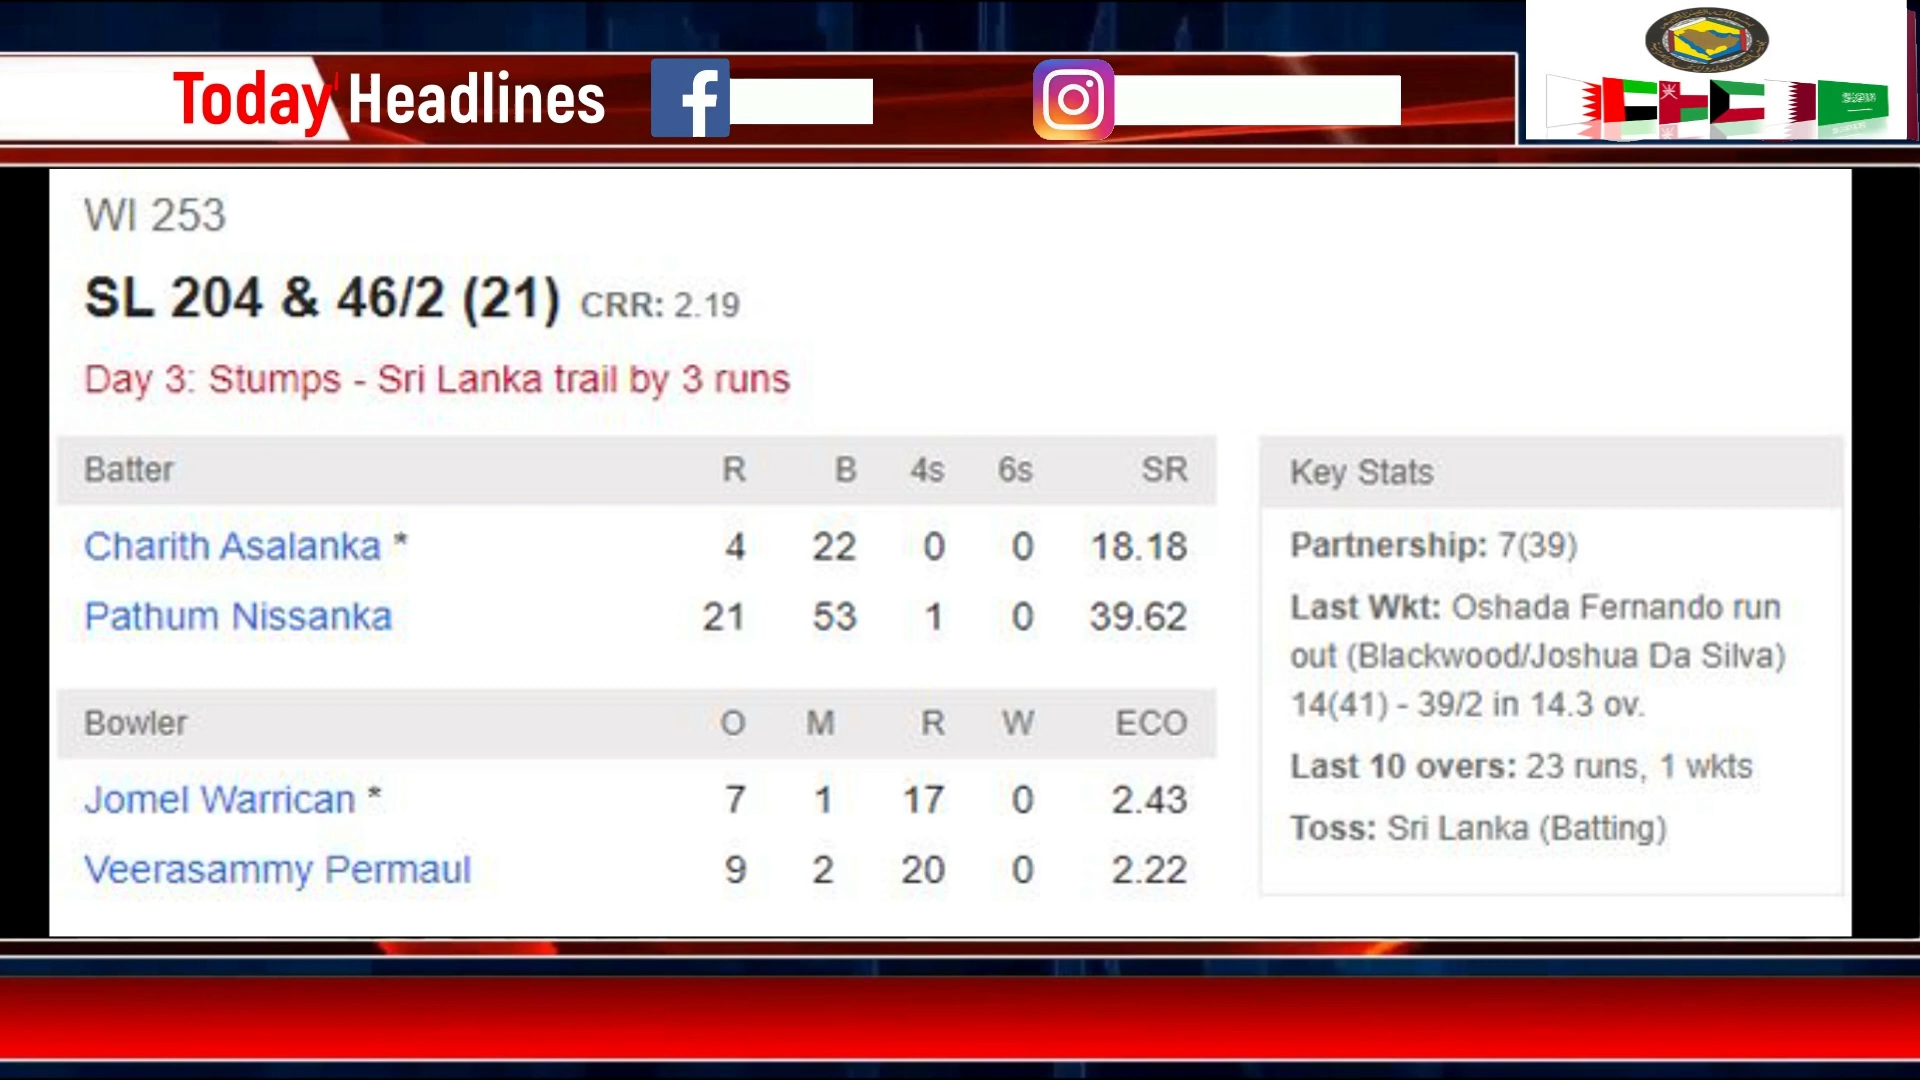 Today Headlines
WI 253
SL 204 & 46/2 (21) CRR: 2.19
Day 3: Stumps - Sri Lanka trail by 3 runs
Batter R B 4s 6s SR
Charith Asalanka * 4 22 0 0 18.18
Pathum Nissanka 21 53 1 0 39.62
Bowler O M R W ECO
Jomel Warrican * 7 1 17 0 2.43
Veerasammy Permaul 9 2 20 0 2.22
Key Stats
Partnership: 7(39)
Last Wkt: Oshada Fernando run
out (Blackwood/Joshua Da Silva)
14(41) - 39/2 in 14.3 ov.
Last 10 overs: 23 runs, 1 wkts
Toss: Sri Lanka (Batting)